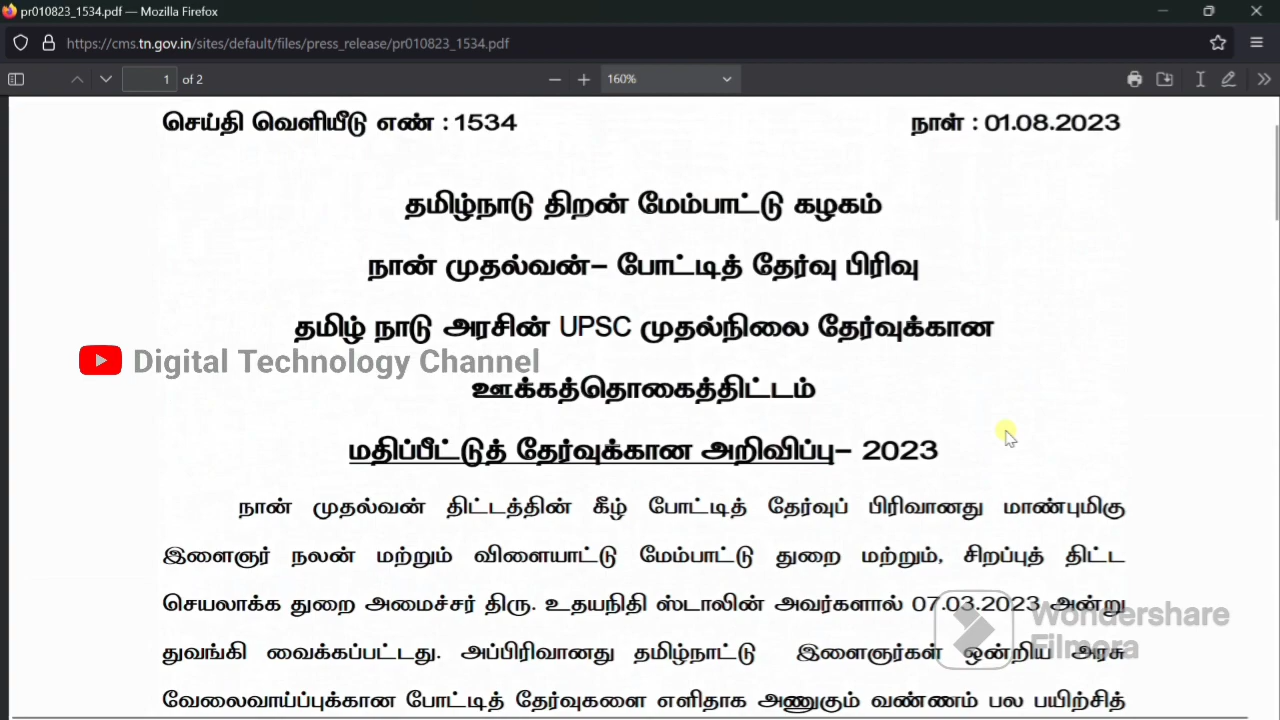 pr010823_1534.pdf — Mozilla Firefox
https://cms.tn.gov.in/sites/default/files/press_release/pr010823_1534.pdf
1 of 2
160%
செய்தி வெளியீடு எண் : 1534 நாள் : 01.08.2023
தமிழ்நாடு திறன் மேம்பாட்டு கழகம்
நான் முதல்வன்– போட்டித் தேர்வு பிரிவு
தமிழ் நாடு அரசின் UPSC முதல்நிலை தேர்வுக்கான
Digital Technology Channel
ஊக்கத்தொகைத்திட்டம்
மதிப்பீட்டுத் தேர்வுக்கான அறிவிப்பு– 2023
நான் முதல்வன் திட்டத்தின் கீழ் போட்டித் தேர்வுப் பிரிவானது மாண்புமிகு
இளைஞர் நலன் மற்றும் விளையாட்டு மேம்பாட்டு துறை மற்றும், சிறப்புத் திட்ட
செயலாக்க துறை அமைச்சர் திரு. உதயநிதி ஸ்டாலின் அவர்களால் 07.03.2023 அன்று
துவங்கி வைக்கப்பட்டது. அப்பிரிவானது தமிழ்நாட்டு இளைஞர்கள் ஒன்றிய அரசு
வேலைவாய்ப்புக்கான போட்டித் தேர்வுகளை எளிதாக அணுகும் வண்ணம் பல பயிற்சித்
Wondershare
Filmora